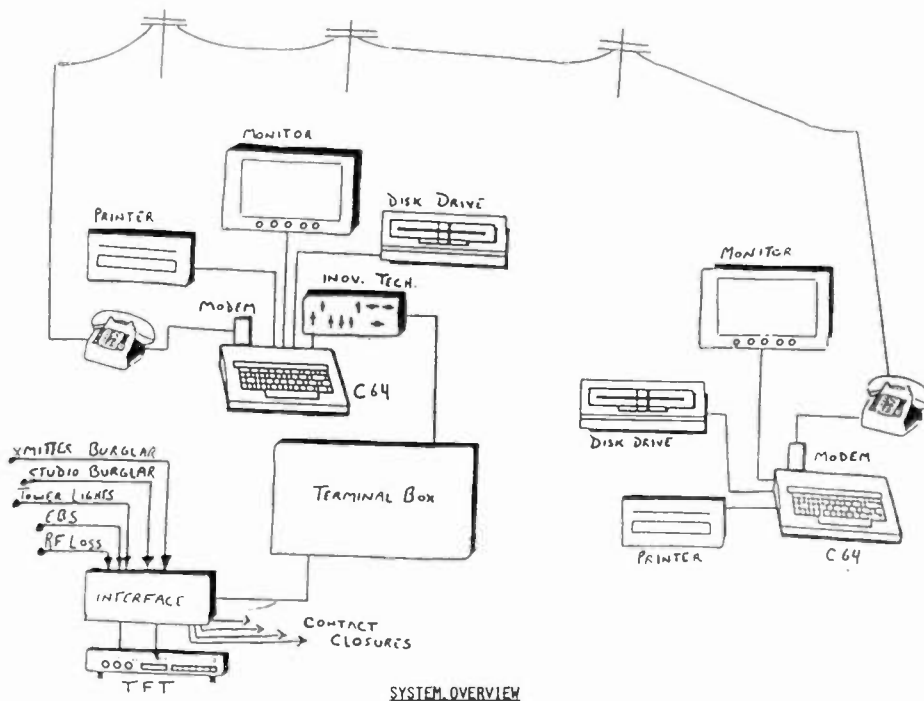 MONITOR
PRINTER
DISK DRIVE
INOV. TECH.
MODEM
C64
MONITOR
DISK DRIVE
MODEM
PRINTER
C64
XMITTER BURGLAR
STUDIO BURGLAR
TOWER LIGHTS
EBS
RF LOSS
TERMINAL BOX
INTERFACE
CONTACT
CLOSURES
TFT
SYSTEM.OVERVIEW